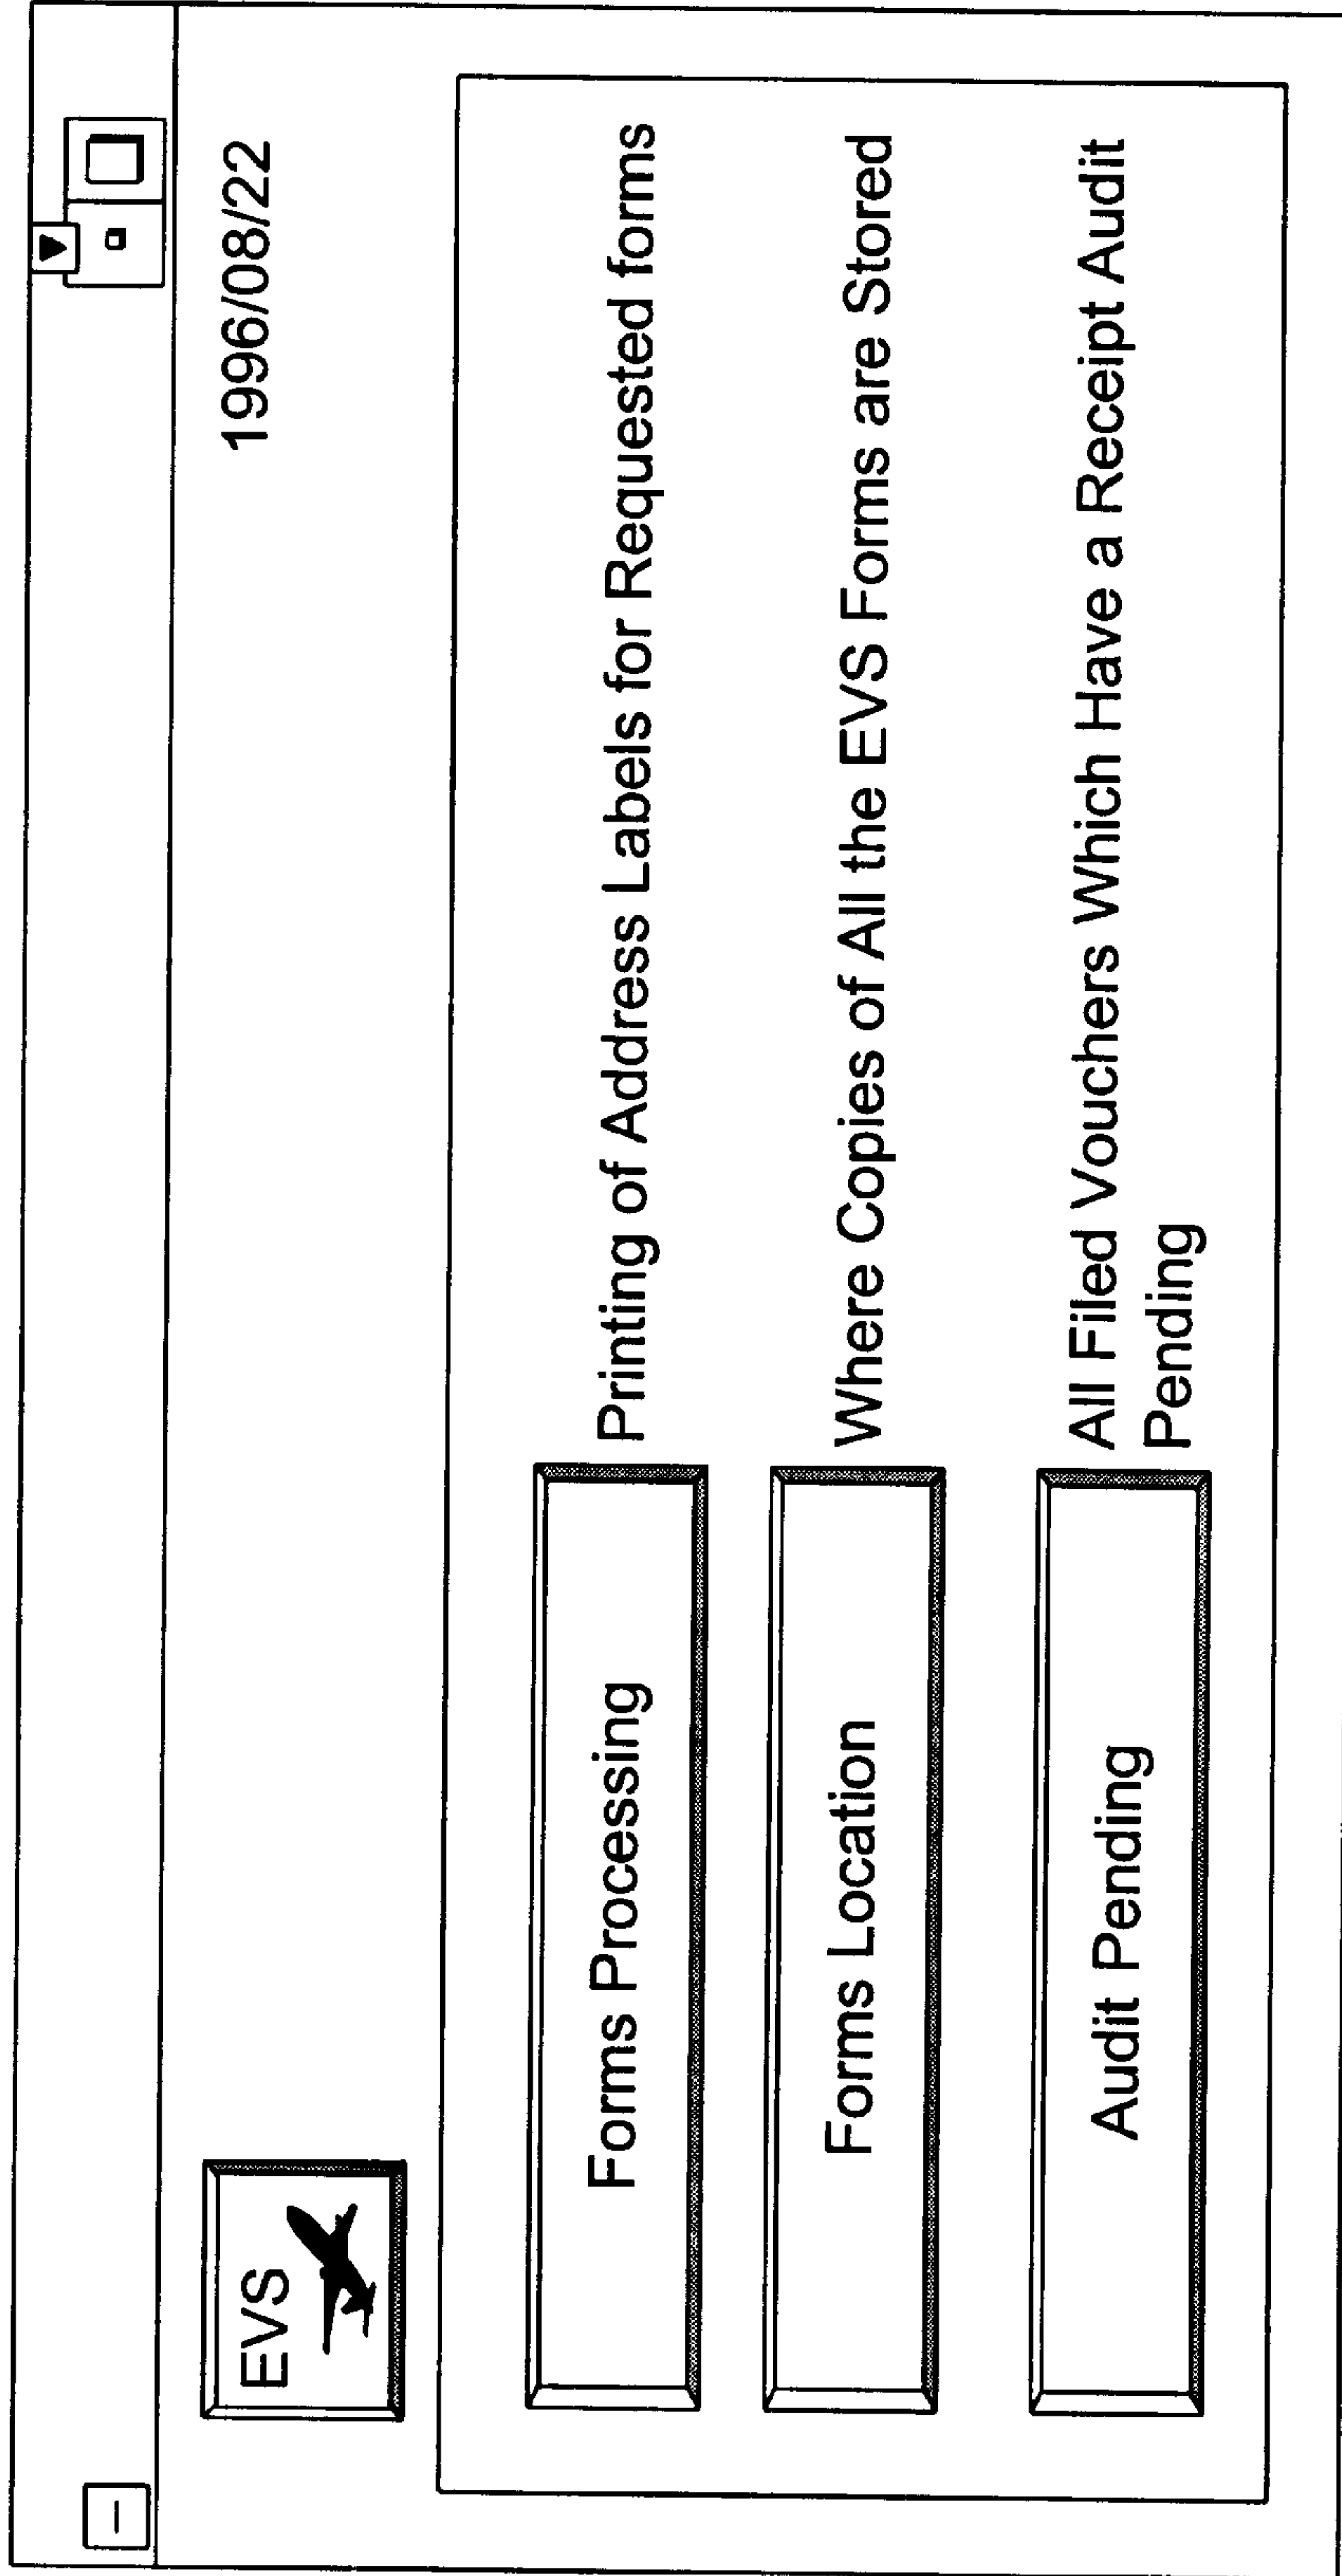 EVS
1996/08/22
Forms Processing
Printing of Address Labels for Requested forms
Forms Location
Where Copies of All the EVS Forms are Stored
Audit Pending
All Filed Vouchers Which Have a Receipt Audit
Pending